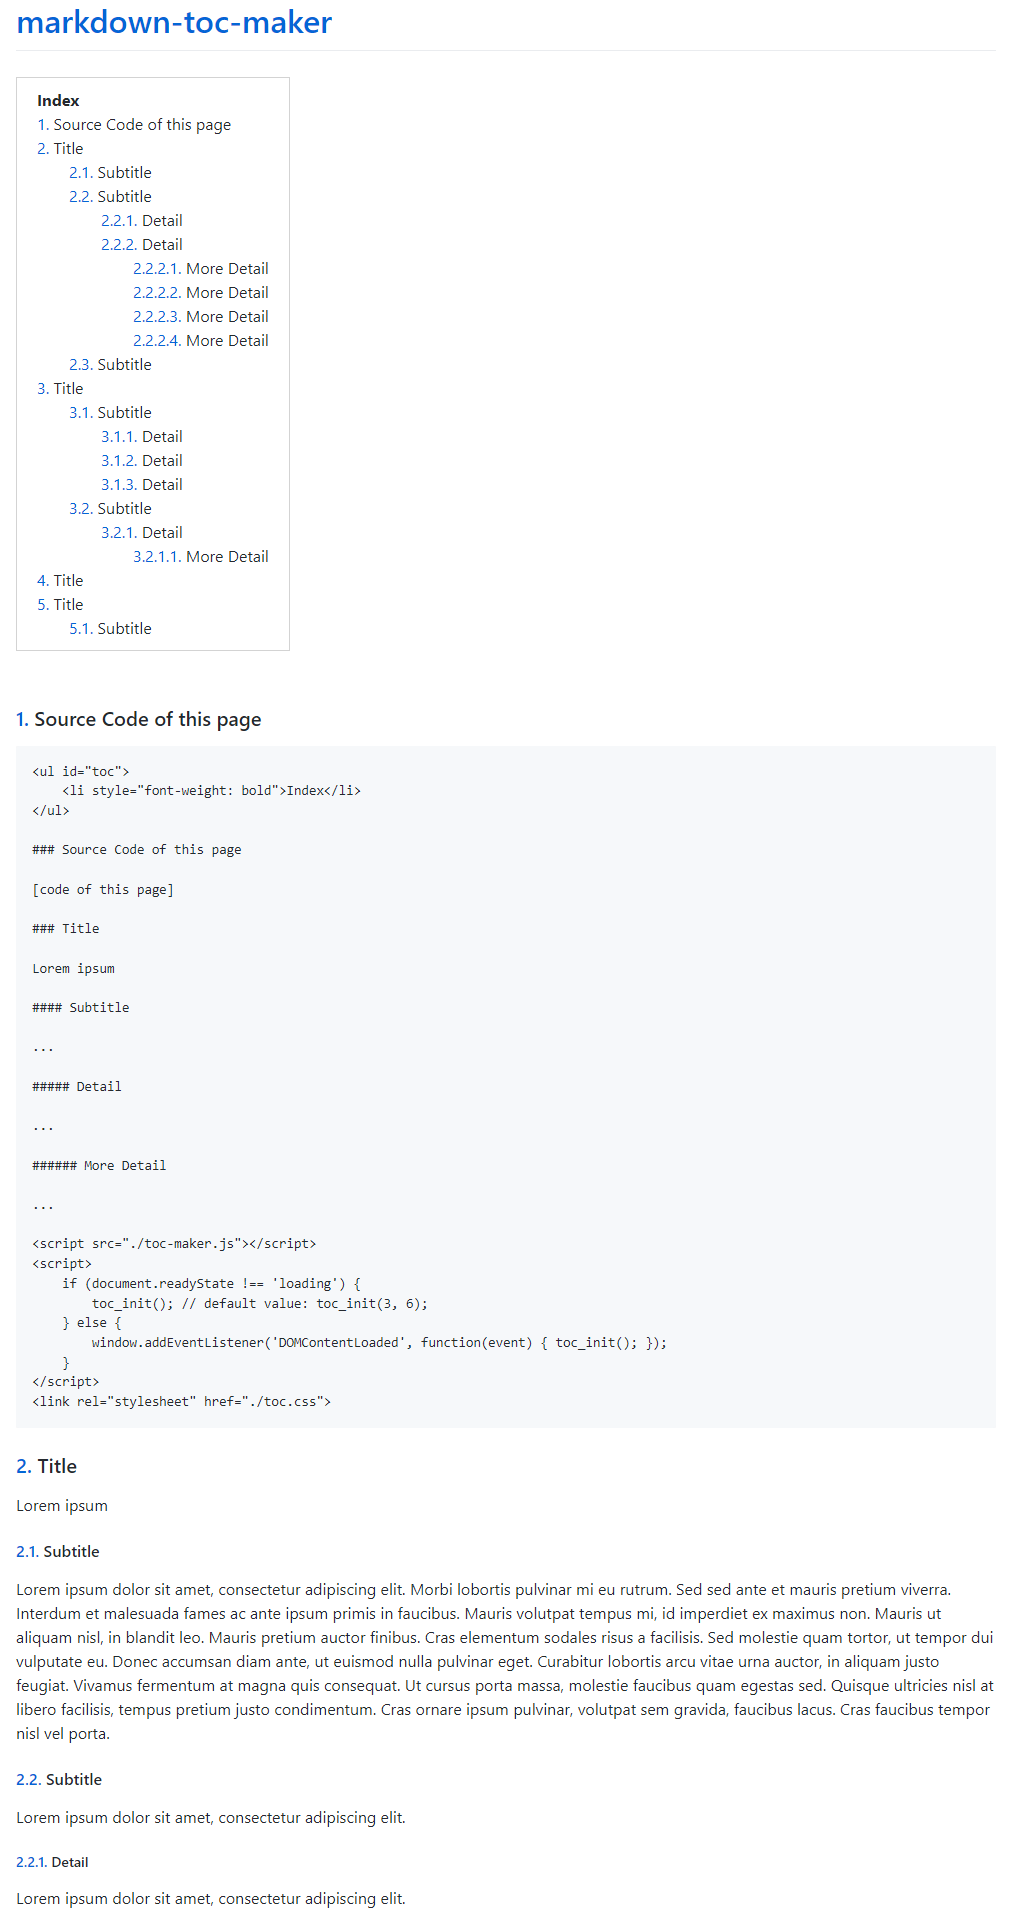 markdown-toc-maker
Index
1. Source Code of this page
2. Title
2.1. Subtitle
2.2. Subtitle
2.2.1. Detail
2.2.2. Detail
2.2.2.1. More Detail
2.2.2.2. More Detail
2.2.2.3. More Detail
2.2.2.4. More Detail
2.3. Subtitle
3. Title
3.1. Subtitle
3.1.1. Detail
3.1.2. Detail
3.1.3. Detail
3.2. Subtitle
3.2.1. Detail
3.2.1.1. More Detail
4. Title
5. Title
5.1. Subtitle
1. Source Code of this page
<ul id="toc">
    <li style="font-weight: bold">Index</li>
</ul>
### Source Code of this page
[code of this page]
### Title
Lorem ipsum
#### Subtitle
...
##### Detail
...
###### More Detail
...
<script src="./toc-maker.js"></script>
<script>
    if (document.readyState !== 'loading') {
        toc_init(); // default value: toc_init(3, 6);
    } else {
        window.addEventListener('DOMContentLoaded', function(event) { toc_init(); });
    }
</script>
<link rel="stylesheet" href="./toc.css">
2. Title
Lorem ipsum
2.1. Subtitle
Lorem ipsum dolor sit amet, consectetur adipiscing elit. Morbi lobortis pulvinar mi eu rutrum. Sed sed ante et mauris pretium viverra.
Interdum et malesuada fames ac ante ipsum primis in faucibus. Mauris volutpat tempus mi, id imperdiet ex maximus non. Mauris ut
aliquam nisl, in blandit leo. Mauris pretium auctor finibus. Cras elementum sodales risus a facilisis. Sed molestie quam tortor, ut tempor dui
vulputate eu. Donec accumsan diam ante, ut euismod nulla pulvinar eget. Curabitur lobortis arcu vitae urna auctor, in aliquam justo
feugiat. Vivamus fermentum at magna quis consequat. Ut cursus porta massa, molestie faucibus quam egestas sed. Quisque ultricies nisl at
libero facilisis, tempus pretium justo condimentum. Cras ornare ipsum pulvinar, volutpat sem gravida, faucibus lacus. Cras faucibus tempor
nisl vel porta.
2.2. Subtitle
Lorem ipsum dolor sit amet, consectetur adipiscing elit.
2.2.1. Detail
Lorem ipsum dolor sit amet, consectetur adipiscing elit.